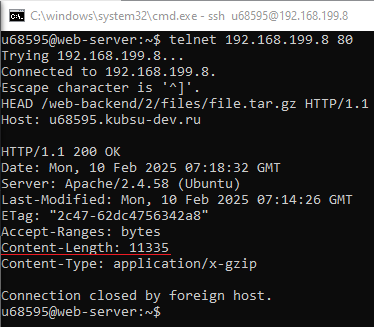 C:\windows\system32\cmd.exe - ssh u68595@192.168.199.8
u68595@web-server:~$ telnet 192.168.199.8 80
Trying 192.168.199.8...
Connected to 192.168.199.8.
Escape character is '^]'.
HEAD /web-backend/2/files/file.tar.gz HTTP/1.1
Host: u68595.kubsu-dev.ru

HTTP/1.1 200 OK
Date: Mon, 10 Feb 2025 07:18:32 GMT
Server: Apache/2.4.58 (Ubuntu)
Last-Modified: Mon, 10 Feb 2025 07:14:26 GMT
ETag: "2c47-62dc4756342a8"
Accept-Ranges: bytes
Content-Length: 11335
Content-Type: application/x-gzip

Connection closed by foreign host.
u68595@web-server:~$